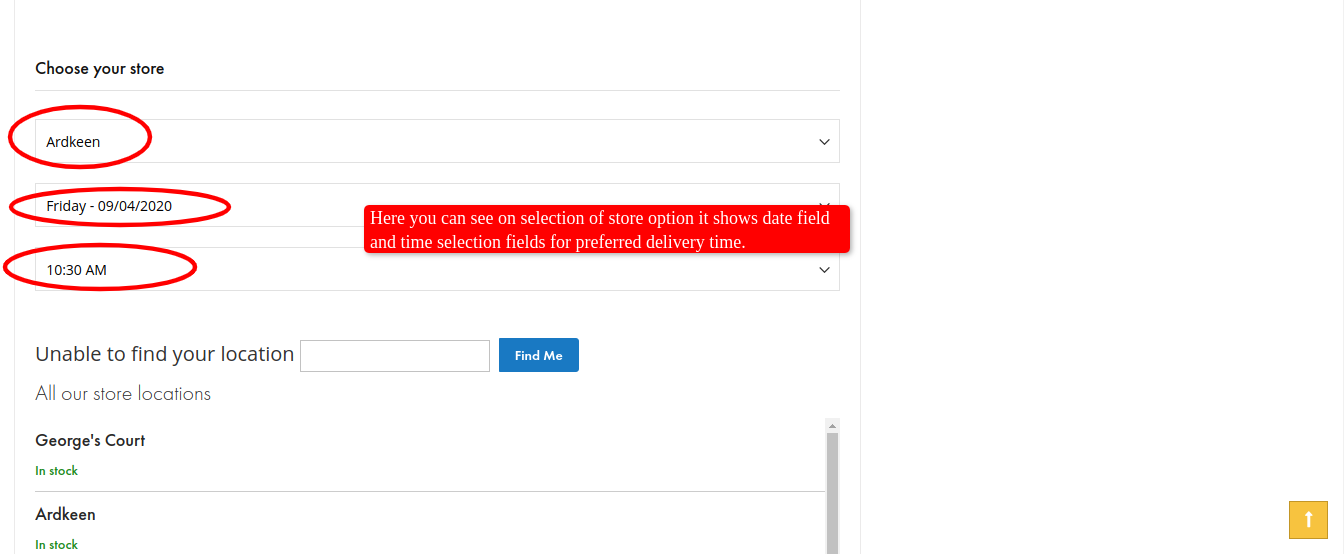 Choose your store
Ardkeen
Friday - 09/04/2020
Here you can see on selection of store option it shows date field
and time selection fields for preferred delivery time.
10:30 AM
Unable to find your location
Find Me
All our store locations
George's Court
In stock
Ardkeen
In stock